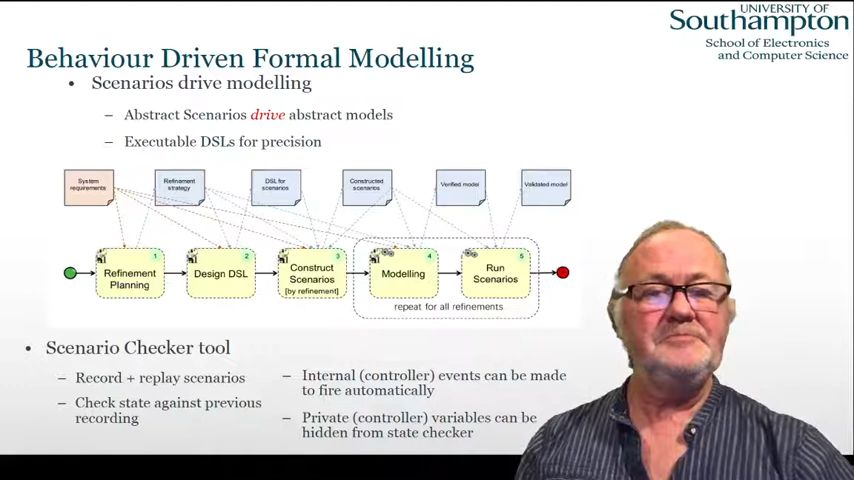 UNIVERSITY OF
Southampton
School of Electronics
and Computer Science
Behaviour Driven Formal Modelling
• Scenarios drive modelling
– Abstract Scenarios drive abstract models
– Executable DSLs for precision
System
requirements
Refinement
strategy
DSL for
scenarios
Constructed
scenarios
Verified model
Validated model
1
Refinement
Planning
2
Design DSL
3
Construct
Scenarios
[by refinement]
4
Modelling
5
Run
Scenarios
repeat for all refinements
• Scenario Checker tool
– Record + replay scenarios
– Check state against previous
recording
– Internal (controller) events can be made
to fire automatically
– Private (controller) variables can be
hidden from state checker